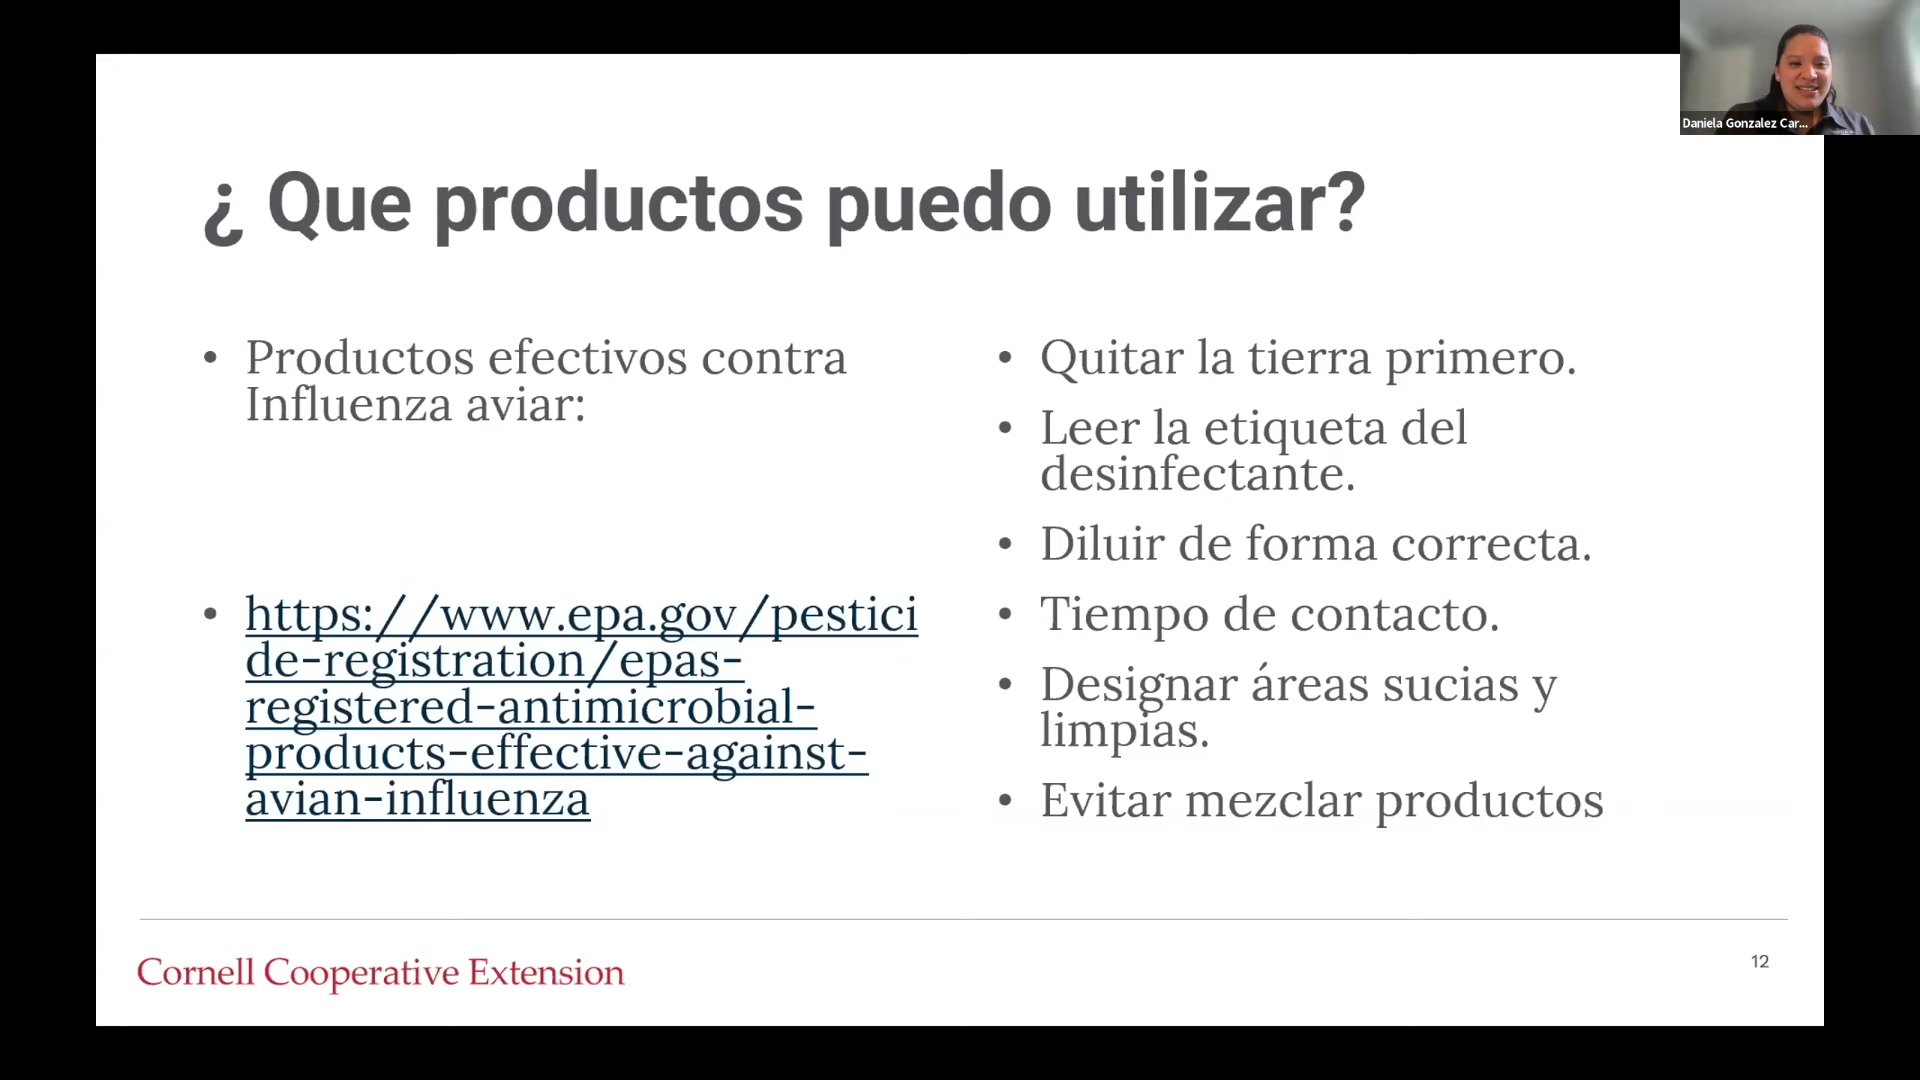 Daniela Gonzalez Car...
¿ Que productos puedo utilizar?
• Productos efectivos contra
Influenza aviar:
• https://www.epa.gov/pestici
de-registration/epas-
registered-antimicrobial-
products-effective-against-
avian-influenza
• Quitar la tierra primero.
• Leer la etiqueta del
desinfectante.
• Diluir de forma correcta.
• Tiempo de contacto.
• Designar áreas sucias y
limpias.
• Evitar mezclar productos
Cornell Cooperative Extension
12